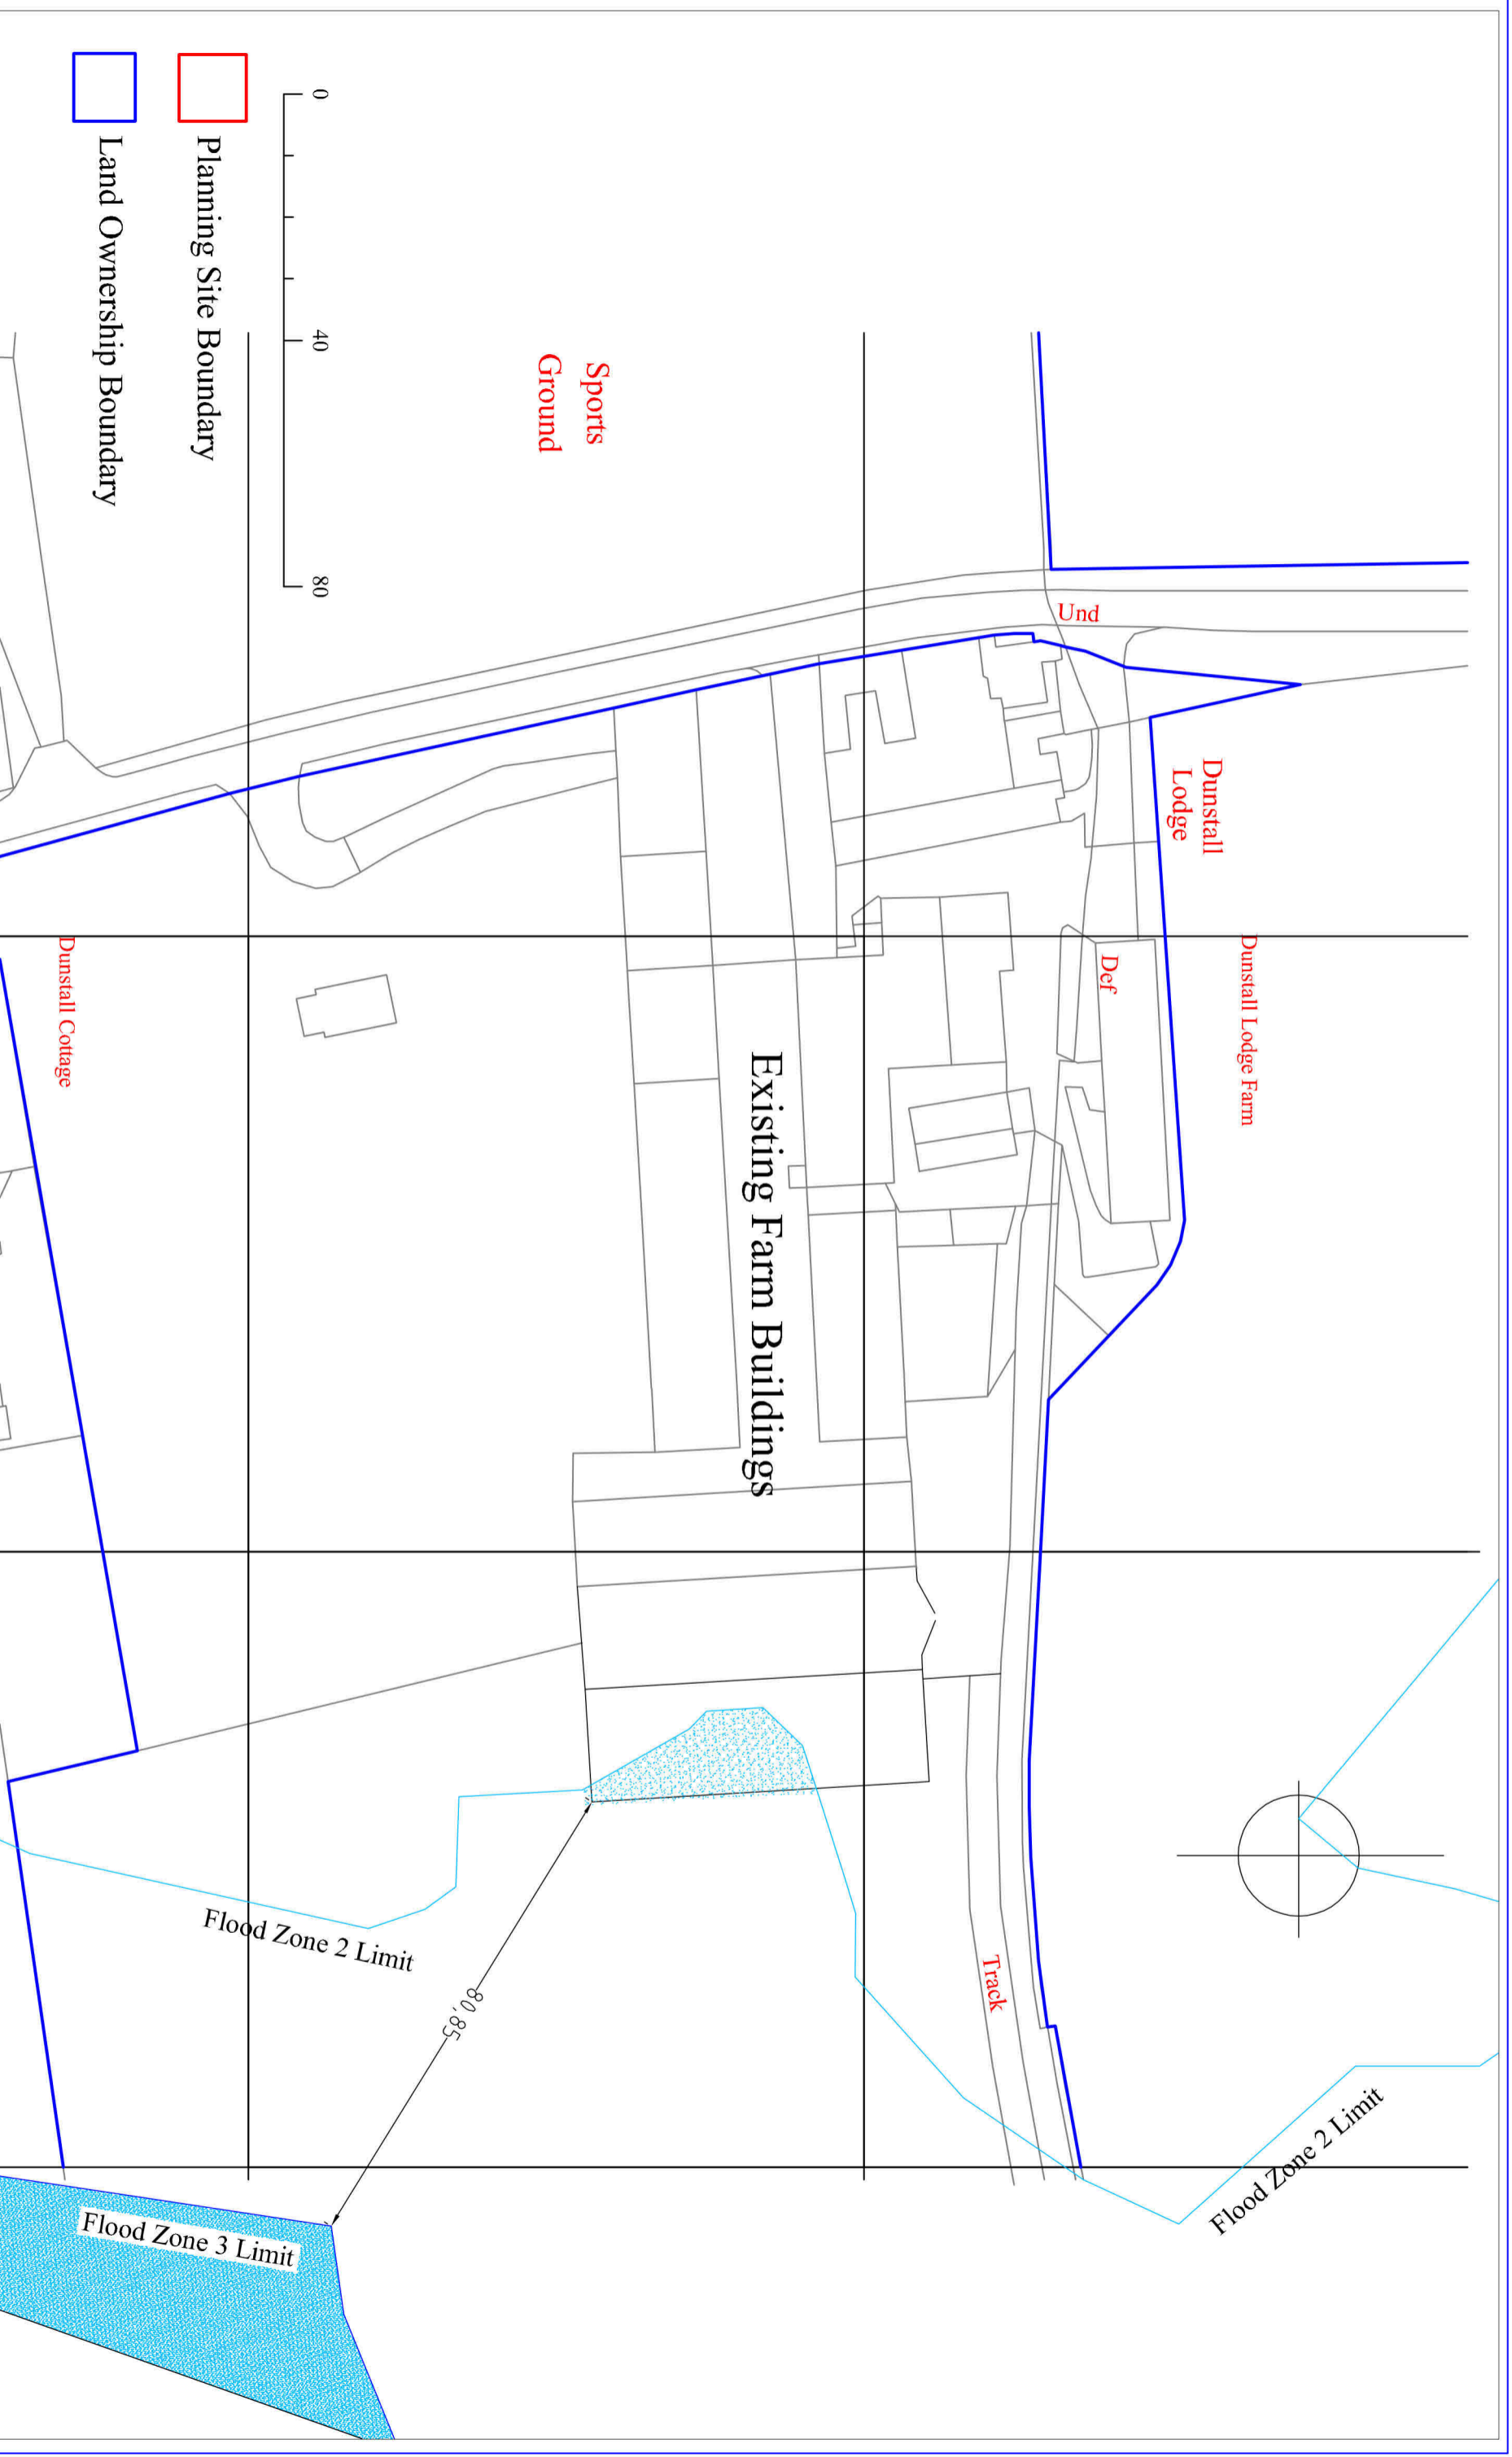 0
40
80
Planning Site Boundary
Land Ownership Boundary
Sports
Ground
Und
Dunstall
Lodge
Dunstall Lodge Farm
Def
Dunstall Cottage
Existing Farm Buildings
Track
Flood Zone 2 Limit
80,85
Flood Zone 2 Limit
Flood Zone 3 Limit